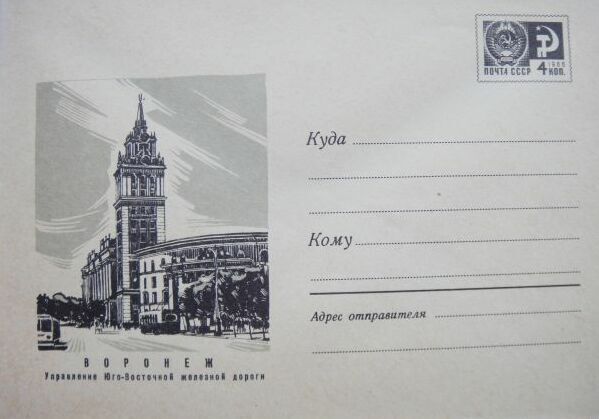 ПОЧТА СССР
1966
4 КОП.
Куда
Кому
Адрес отправителя
ВОРОНЕЖ
Управление Юго-Восточной железной дороги